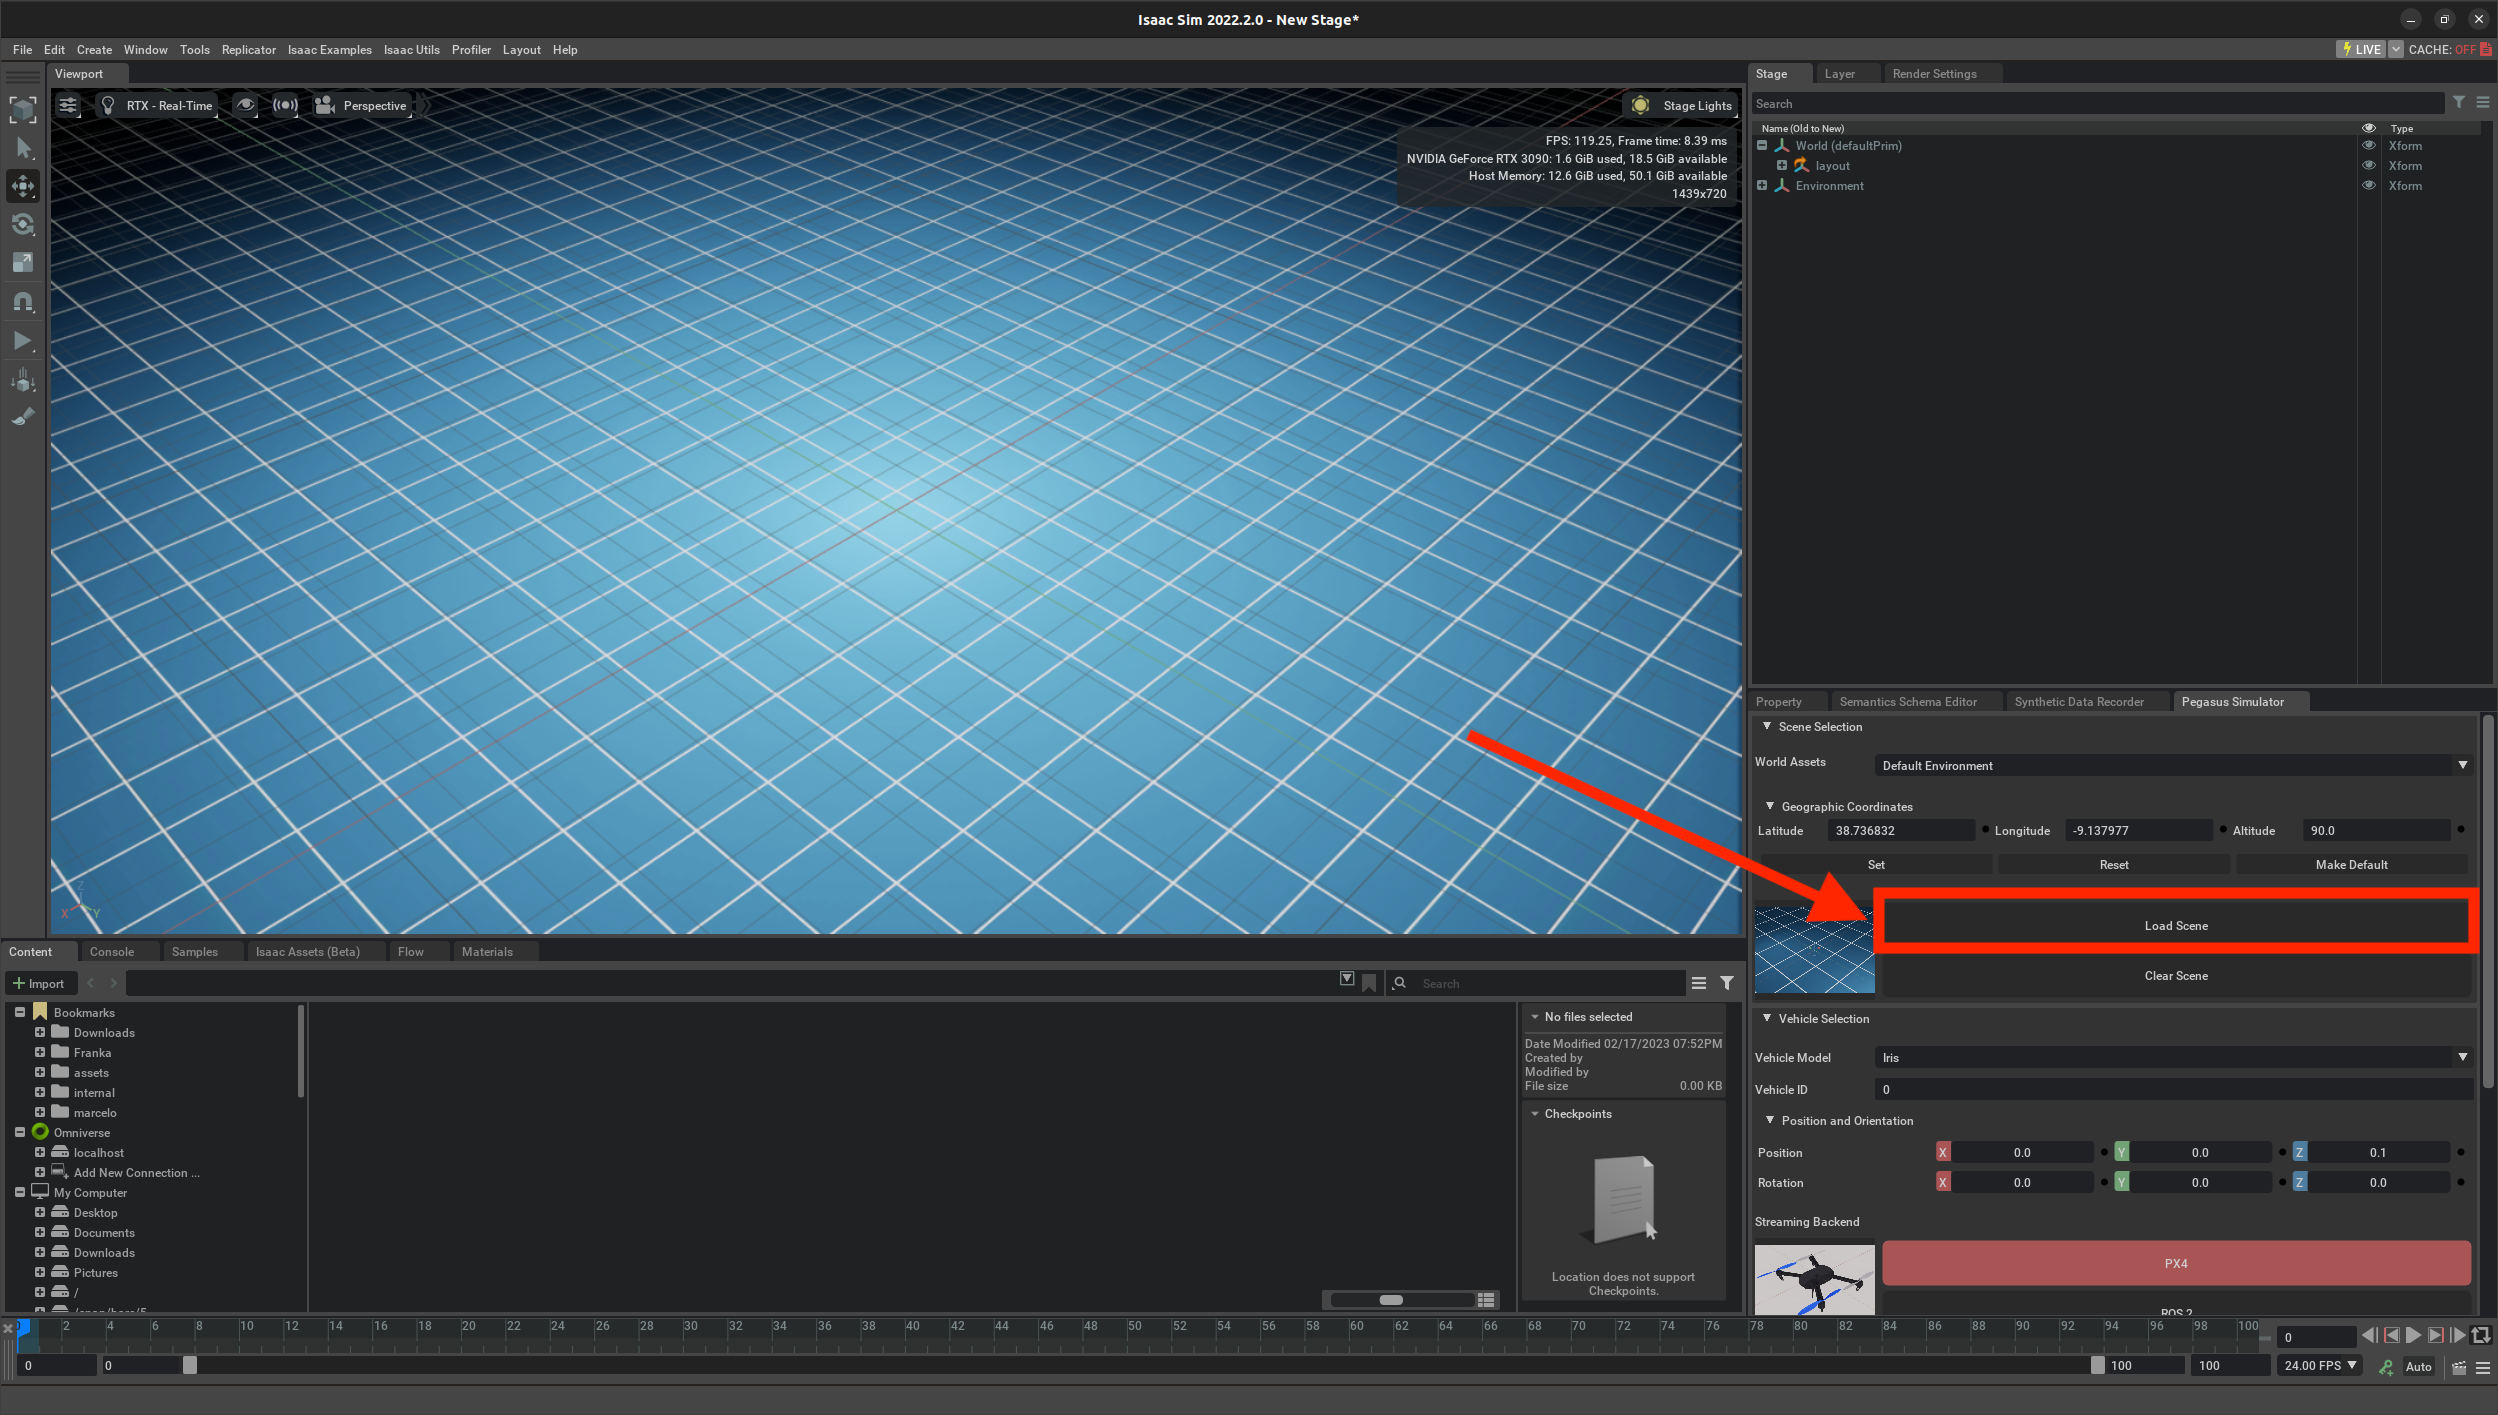 Isaac Sim 2022.2.0 - New Stage*
File Edit Create Window Tools Replicator Isaac Examples Isaac Utils Profiler Layout Help
LIVE CACHE: OFF
Viewport
RTX - Real-Time Perspective Stage Lights
FPS: 119.25, Frame time: 8.39 ms
NVIDIA GeForce RTX 3090: 1.6 GiB used, 18.5 GiB available
Host Memory: 12.6 GiB used, 50.1 GiB available
1439x720
Z
X Y
Stage Layer Render Settings
Search
Name (Old to New) Type
World (defaultPrim) Xform
layout Xform
Environment Xform
Property Semantics Schema Editor Synthetic Data Recorder Pegasus Simulator
Scene Selection
World Assets Default Environment
Geographic Coordinates
Latitude 38.736832 Longitude -9.137977 Altitude 90.0
Set Reset Make Default
Load Scene
Clear Scene
Vehicle Selection
Vehicle Model Iris
Vehicle ID 0
Position and Orientation
Position X 0.0 Y 0.0 Z 0.1
Rotation X 0.0 Y 0.0 Z 0.0
Streaming Backend
PX4
ROS 2
Content Console Samples Isaac Assets (Beta) Flow Materials
+ Import Search
Bookmarks
Downloads
Franka
assets
internal
marcelo
Omniverse
localhost
Add New Connection ...
My Computer
Desktop
Documents
Downloads
Pictures
/
No files selected
Date Modified 02/17/2023 07:52PM
Created by
Modified by
File size 0.00 KB
Checkpoints
Location does not support
Checkpoints.
2 4 6 8 10 12 14 16 18 20 22 24 26 28 30 32 34 36 38 40 42 44 46 48 50 52 54 56 58 60 62 64 66 68 70 72 74 76 78 80 82 84 86 88 90 92 94 96 98 100 0
0 0 100 100 24.00 FPS Auto